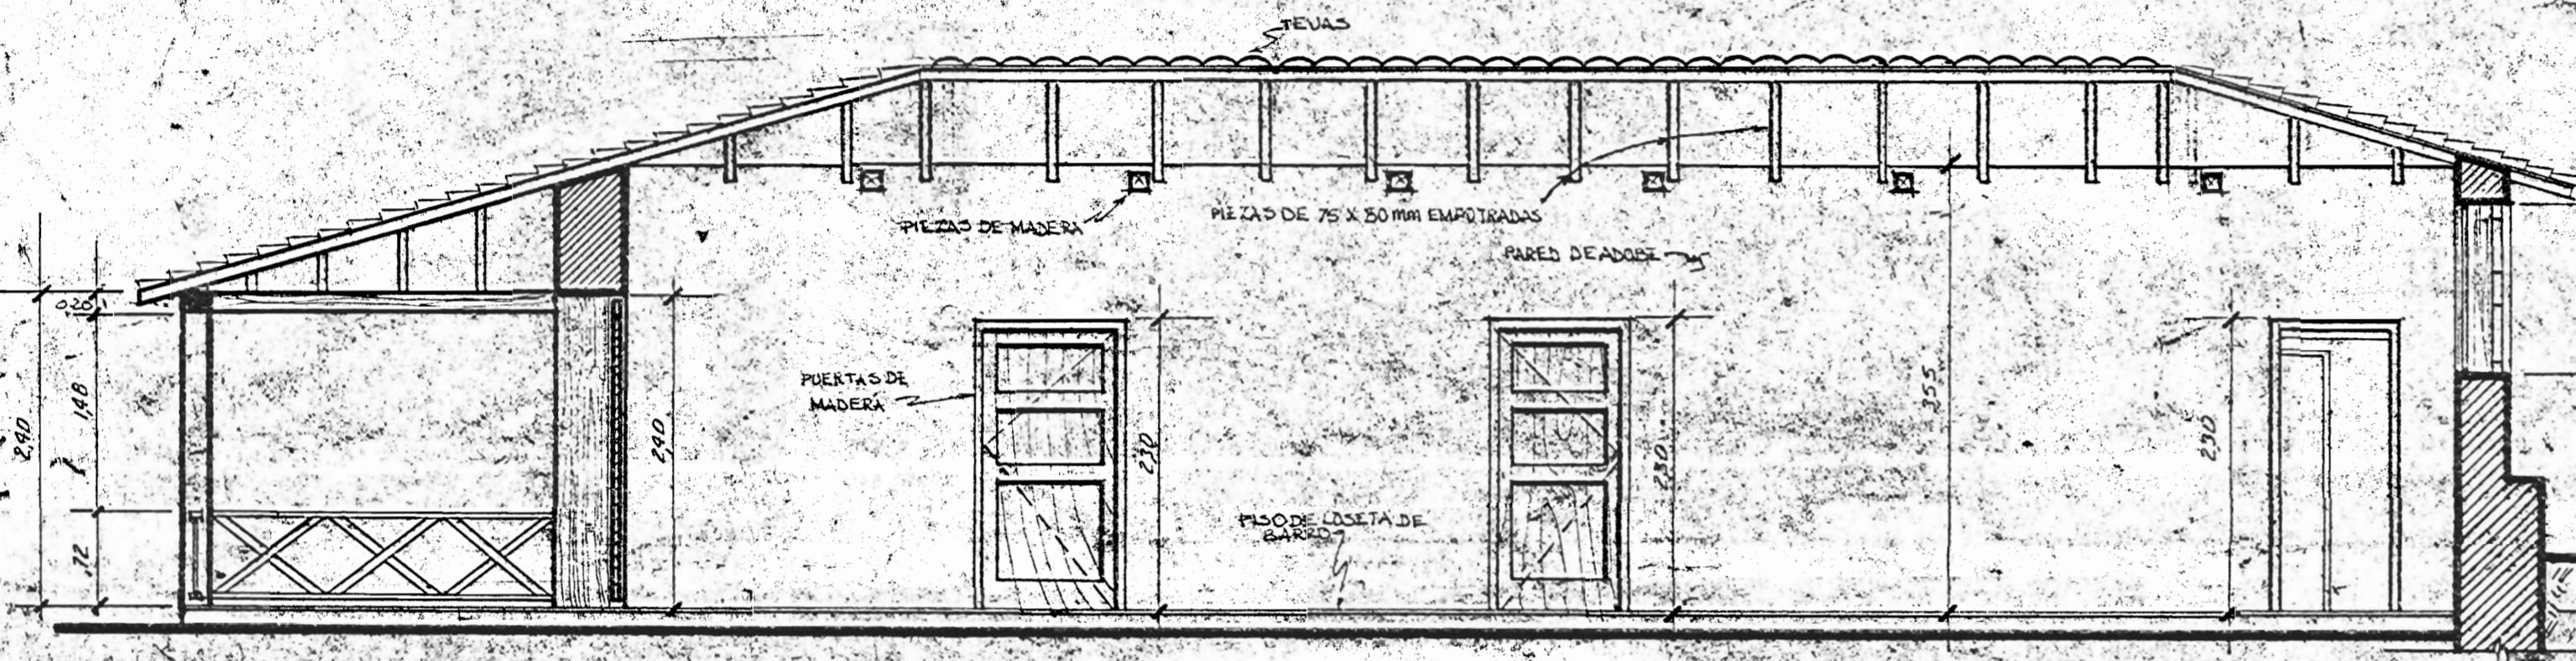 TEJAS
PIEZAS DE MADERA
PIEZAS DE 75 X 50 mm EMPOTRADAS
PARED DE ADOBE
0.20
1,48
2,40
,72
2,40
PUERTAS DE
MADERA
2,30
2,30
3.55
2,30
PISO DE LOSETA DE
BARRO